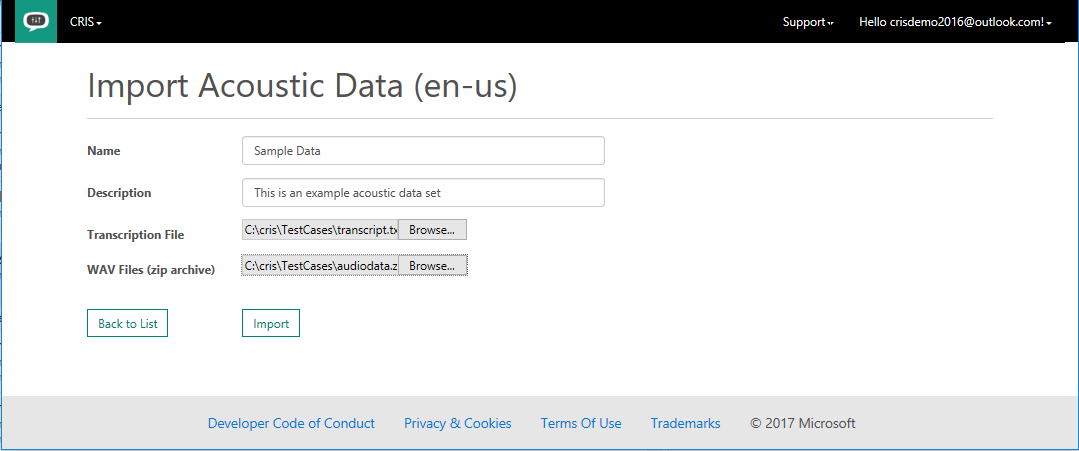 CRIS
Support
Hello crisdemo2016@outlook.com!
Import Acoustic Data (en-us)
Name
Sample Data
Description
This is an example acoustic data set
Transcription File
C:\cris\TestCases\transcript.tx
Browse...
WAV Files (zip archive)
C:\cris\TestCases\audiodata.z
Browse...
Back to List
Import
Developer Code of Conduct
Privacy & Cookies
Terms Of Use
Trademarks
© 2017 Microsoft